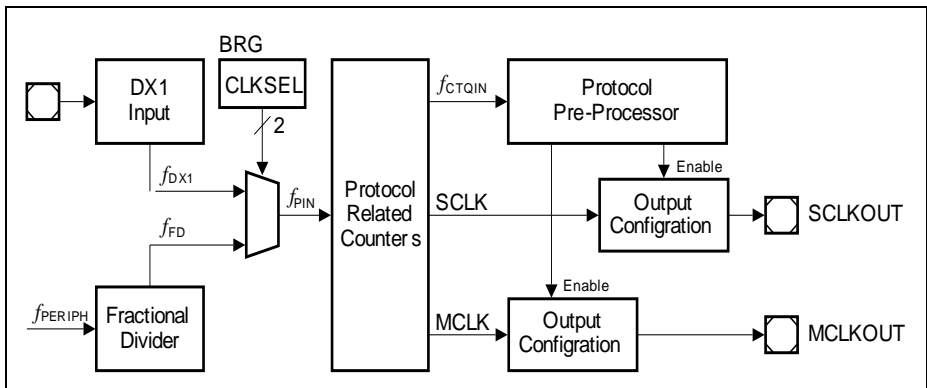 BRG
CLKSEL
2
DX1
Input
fDX1
fFD
fPERIPH
Fractional
Divider
fPIN
Protocol
Related
Counter s
fCTQIN
Protocol
Pre-Processor
Enable
SCLK
Output
Configration
SCLKOUT
Enable
MCLK
Output
Configration
MCLKOUT